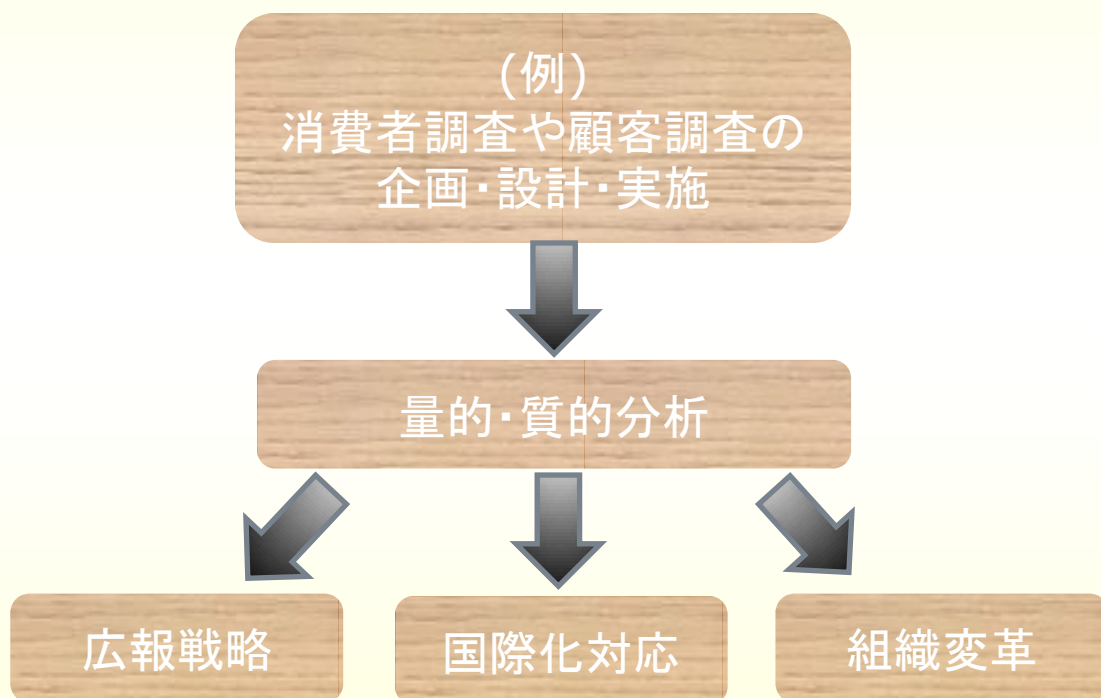 (例)
消費者調査や顧客調査の
企画・設計・実施
量的・質的分析
広報戦略
国際化対応
組織変革